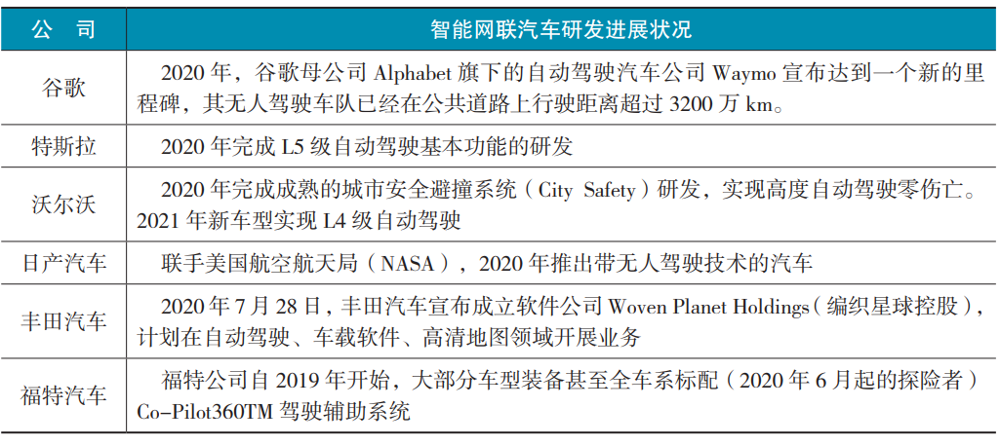 公 司 智能网联汽车研发进展状况
谷歌 2020 年，谷歌母公司 Alphabet 旗下的自动驾驶汽车公司 Waymo 宣布达到一个新的里
程碑，其无人驾驶车队已经在公共道路上行驶距离超过 3200 万 km。
特斯拉 2020 年完成 L5 级自动驾驶基本功能的研发
沃尔沃 2020 年完成成熟的城市安全避撞系统（City Safety）研发，实现高度自动驾驶零伤亡。
2021 年新车型实现 L4 级自动驾驶
日产汽车 联手美国航空航天局（NASA），2020 年推出带无人驾驶技术的汽车
丰田汽车 2020 年 7 月 28 日，丰田汽车宣布成立软件公司 Woven Planet Holdings（编织星球控股），
计划在自动驾驶、车载软件、高清地图领域开展业务
福特汽车 福特公司自 2019 年开始，大部分车型装备甚至全车系标配（2020 年 6 月起的探险者）
Co-Pilot360TM 驾驶辅助系统